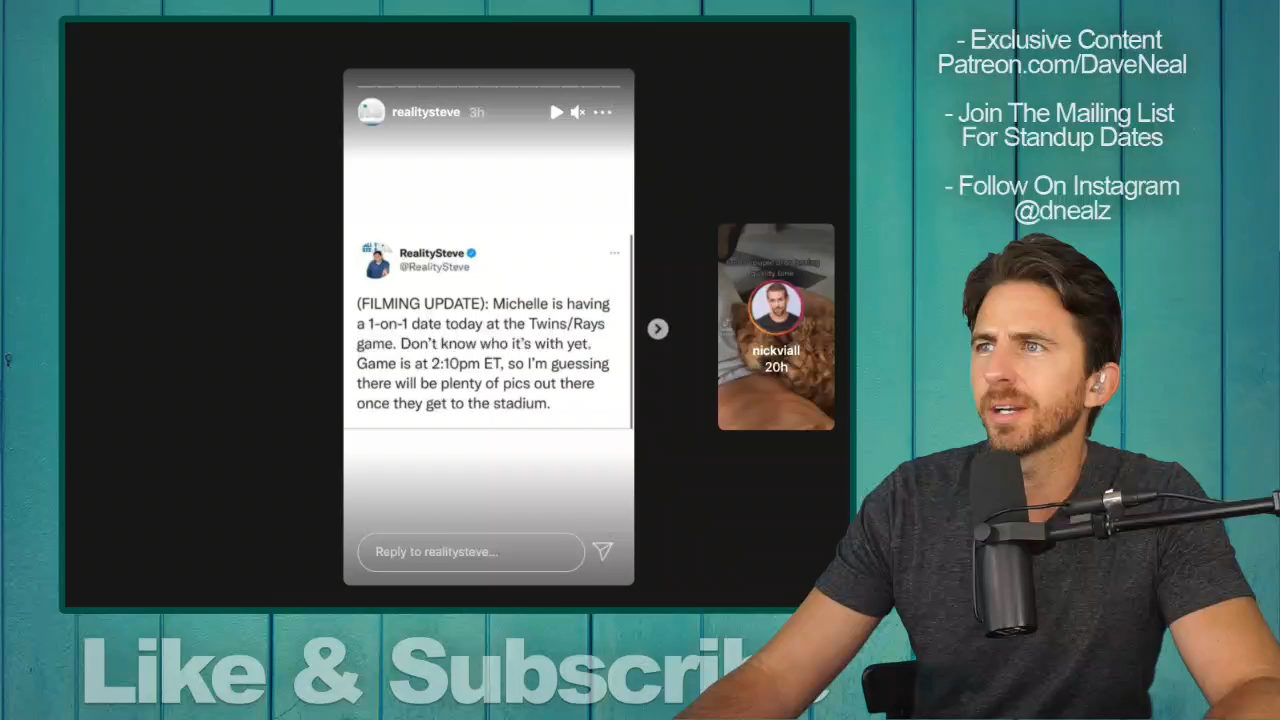 - Exclusive Content
Patreon.com/DaveNeal
- Join The Mailing List
For Standup Dates
- Follow On Instagram
@dnealz
realitysteve 3h
RealitySteve
@RealitySteve
(FILMING UPDATE): Michelle is having
a 1-on-1 date today at the Twins/Rays
game. Don't know who it's with yet.
Game is at 2:10pm ET, so I'm guessing
there will be plenty of pics out there
once they get to the stadium.
Reply to realitysteve...
nickviall
20h
Like &